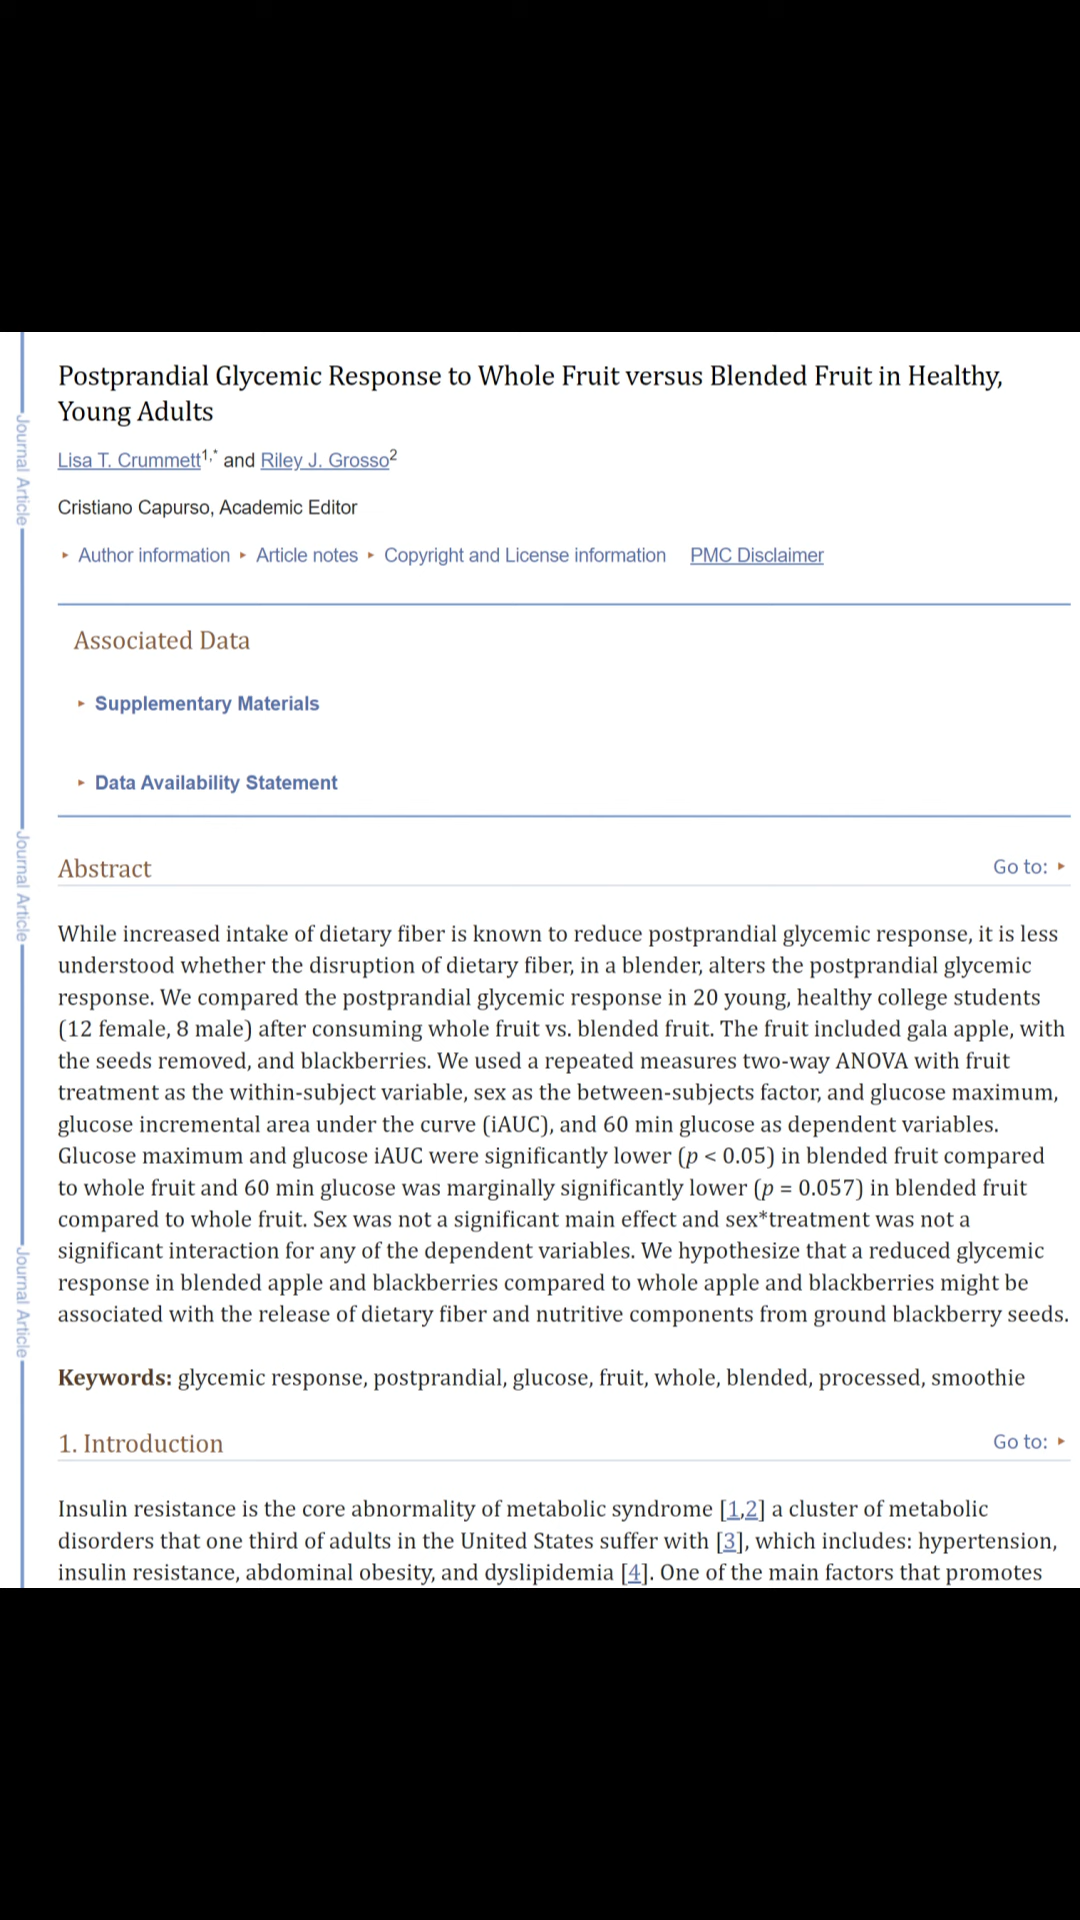 Postprandial Glycemic Response to Whole Fruit versus Blended Fruit in Healthy,
Young Adults
Lisa T. Crummett1,* and Riley J. Grosso2
Cristiano Capurso, Academic Editor
▸ Author information ▸ Article notes ▸ Copyright and License information PMC Disclaimer
Associated Data
▸ Supplementary Materials
▸ Data Availability Statement
Abstract
Go to: ▸
While increased intake of dietary fiber is known to reduce postprandial glycemic response, it is less
understood whether the disruption of dietary fiber, in a blender, alters the postprandial glycemic
response. We compared the postprandial glycemic response in 20 young, healthy college students
(12 female, 8 male) after consuming whole fruit vs. blended fruit. The fruit included gala apple, with
the seeds removed, and blackberries. We used a repeated measures two-way ANOVA with fruit
treatment as the within-subject variable, sex as the between-subjects factor, and glucose maximum,
glucose incremental area under the curve (iAUC), and 60 min glucose as dependent variables.
Glucose maximum and glucose iAUC were significantly lower (p < 0.05) in blended fruit compared
to whole fruit and 60 min glucose was marginally significantly lower (p = 0.057) in blended fruit
compared to whole fruit. Sex was not a significant main effect and sex*treatment was not a
significant interaction for any of the dependent variables. We hypothesize that a reduced glycemic
response in blended apple and blackberries compared to whole apple and blackberries might be
associated with the release of dietary fiber and nutritive components from ground blackberry seeds.
Keywords: glycemic response, postprandial, glucose, fruit, whole, blended, processed, smoothie
1. Introduction
Go to: ▸
Insulin resistance is the core abnormality of metabolic syndrome [1,2] a cluster of metabolic
disorders that one third of adults in the United States suffer with [3], which includes: hypertension,
insulin resistance, abdominal obesity, and dyslipidemia [4]. One of the main factors that promotes
Journal Article
Journal Article
Journal Article